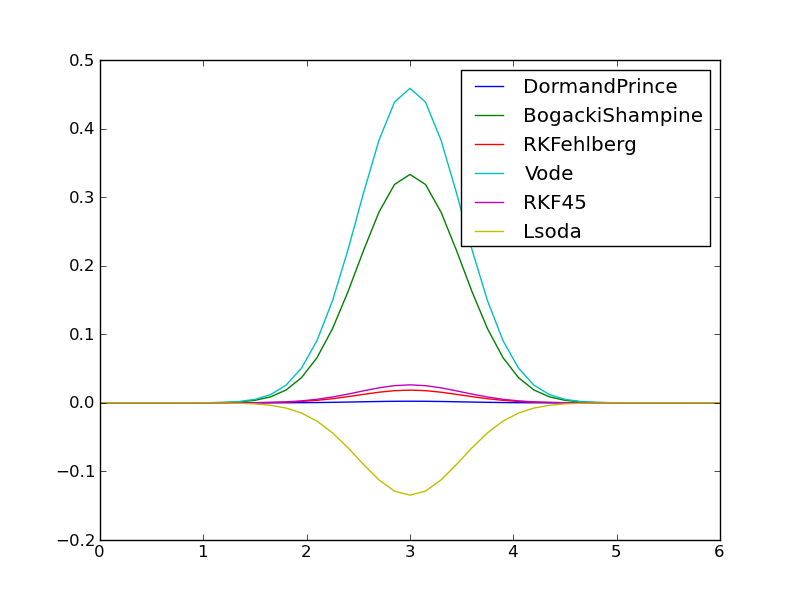 0.5
0.4
0.3
0.2
0.1
0.0
−0.1
−0.2
0 1 2 3 4 5 6
DormandPrince
BogackiShampine
RKFehlberg
Vode
RKF45
Lsoda